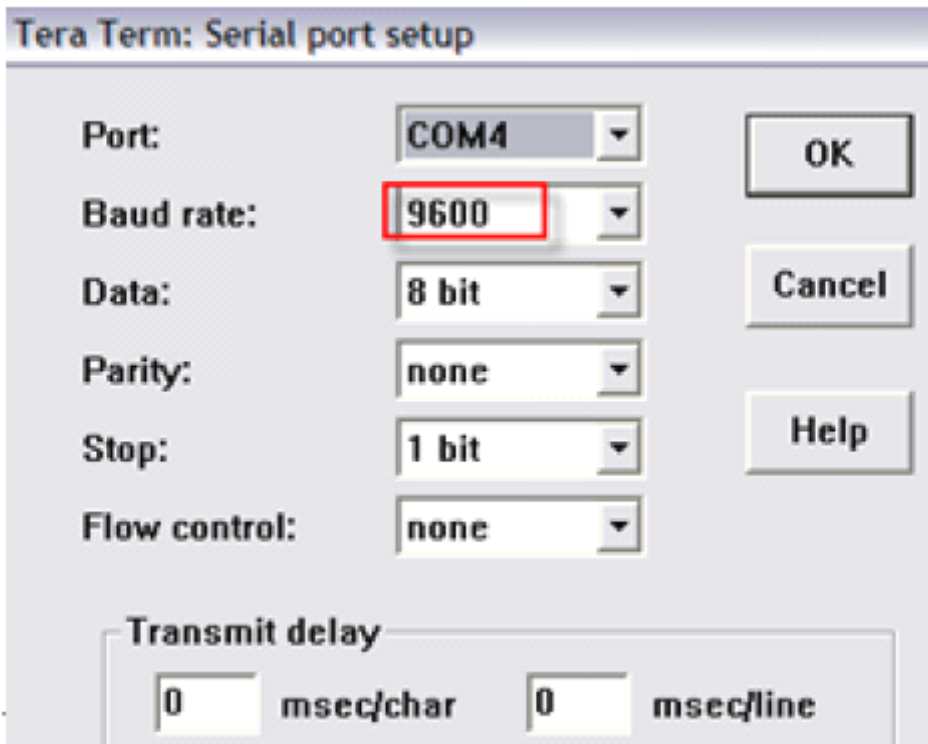 Tera Term: Serial port setup
Port: COM4 OK
Baud rate: 9600
Data: 8 bit Cancel
Parity: none
Stop: 1 bit Help
Flow control: none
Transmit delay
0 msec/char 0 msec/line